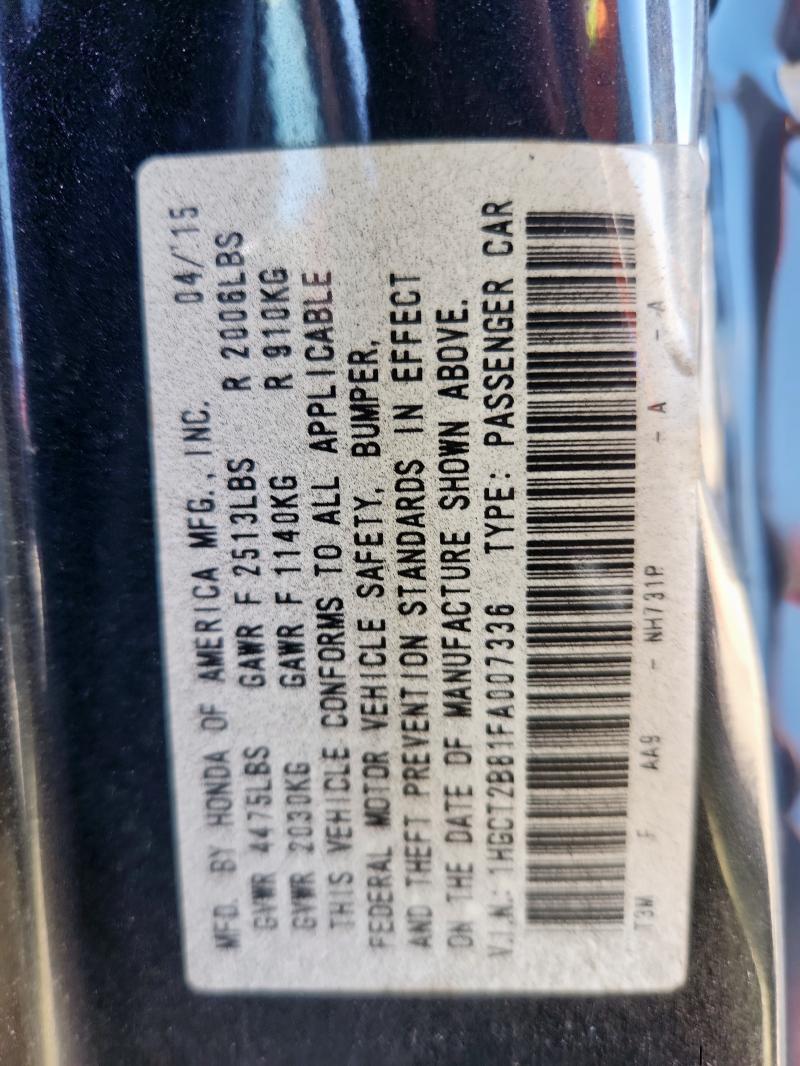 MFD. BY HONDA OF AMERICA MFG., INC. 04/'15
GVWR 4475LBS GAWR F 2513LBS R 2006LBS
GVWR 2030KG GAWR F 1140KG R 910KG
THIS VEHICLE CONFORMS TO ALL APPLICABLE
FEDERAL MOTOR VEHICLE SAFETY, BUMPER,
AND THEFT PREVENTION STANDARDS IN EFFECT
ON THE DATE OF MANUFACTURE SHOWN ABOVE.
V.I.N.: 1HGCT2B81FA007336 TYPE: PASSENGER CAR
T3W F AA9 - NH731P - A - A